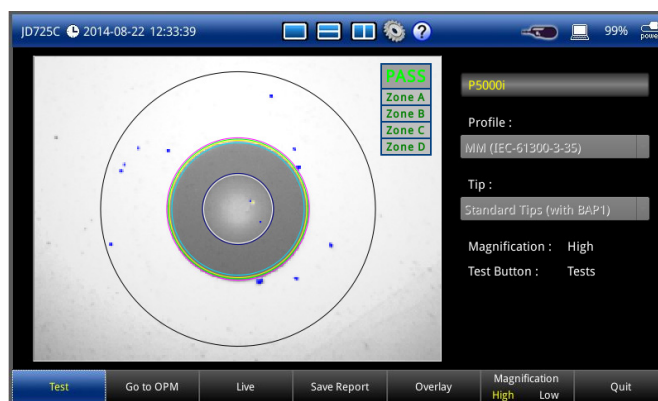 JD725C 2014-08-22 12:33:39 ? 99% power
PASS
Zone A
Zone B
Zone C
Zone D
P5000i
Profile :
MM (IEC-61300-3-35)
Tip :
Standard Tips (with BAP1)
Magnification : High
Test Button : Tests
Test Go to OPM Live Save Report Overlay Magnification High Low Quit